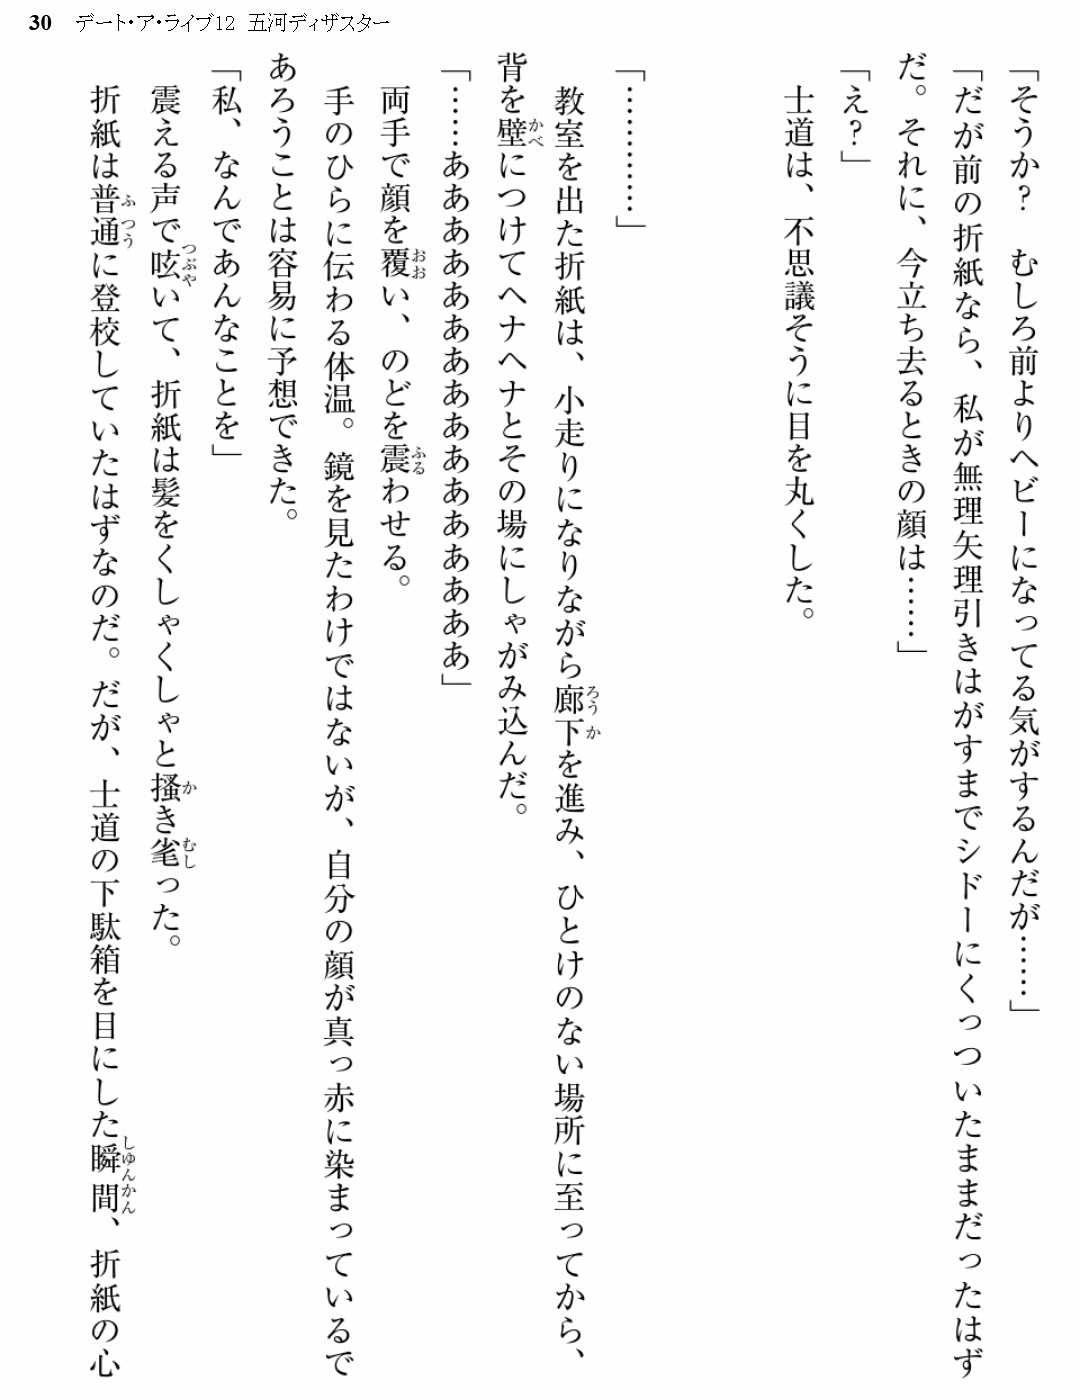 30 デート・ア・ライブ12 五河ディザスター
「そうか？　むしろ前よりヘビーになってる気がするんだが……」
「だが前の折紙なら、私が無理矢理引きはがすまでシドーにくっついたままだったはず
だ。それに、今立ち去るときの顔は……」
「え？」
士道は、不思議そうに目を丸くした。
「…………」
教室を出た折紙は、小走りになりながら廊下を進み、ひとけのない場所に至ってから、
背を壁につけてヘナヘナとその場にしゃがみ込んだ。
「……ああああああああああああああああ」
両手で顔を覆い、のどを震わせる。
手のひらに伝わる体温。鏡を見たわけではないが、自分の顔が真っ赤に染まっているで
あろうことは容易に予想できた。
「私、なんであんなことを」
震える声で呟いて、折紙は髪をくしゃくしゃと掻き毟った。
折紙は普通に登校していたはずなのだ。だが、士道の下駄箱を目にした瞬間、折紙の心